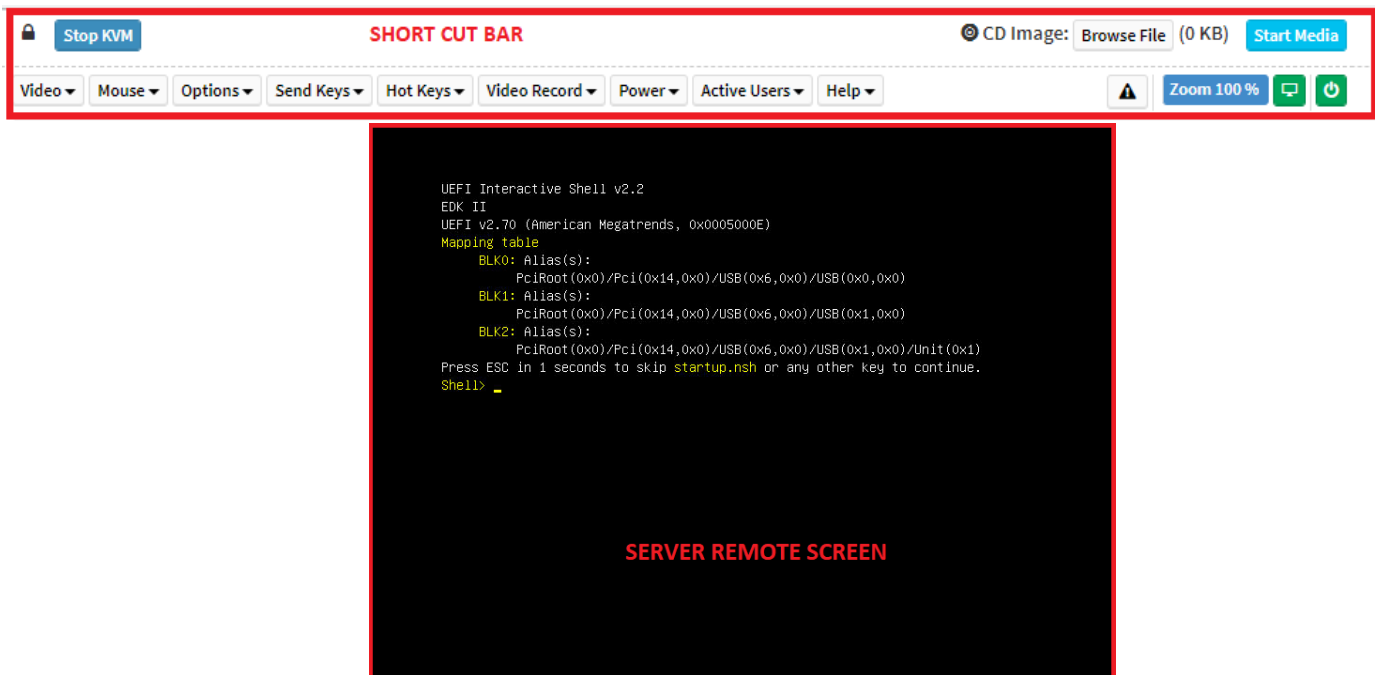 Stop KVM SHORT CUT BAR CD Image: Browse File (0 KB) Start Media
Video Mouse Options Send Keys Hot Keys Video Record Power Active Users Help Zoom 100 %
UEFI Interactive Shell v2.2
EDK II
UEFI v2.70 (American Megatrends, 0x0005000E)
Mapping table
BLK0: Alias(s):
PciRoot(0x0)/Pci(0x14,0x0)/USB(0x6,0x0)/USB(0x0,0x0)
BLK1: Alias(s):
PciRoot(0x0)/Pci(0x14,0x0)/USB(0x6,0x0)/USB(0x1,0x0)
BLK2: Alias(s):
PciRoot(0x0)/Pci(0x14,0x0)/USB(0x6,0x0)/USB(0x1,0x0)/Unit(0x1)
Press ESC in 1 seconds to skip startup.nsh or any other key to continue.
Shell> _
SERVER REMOTE SCREEN